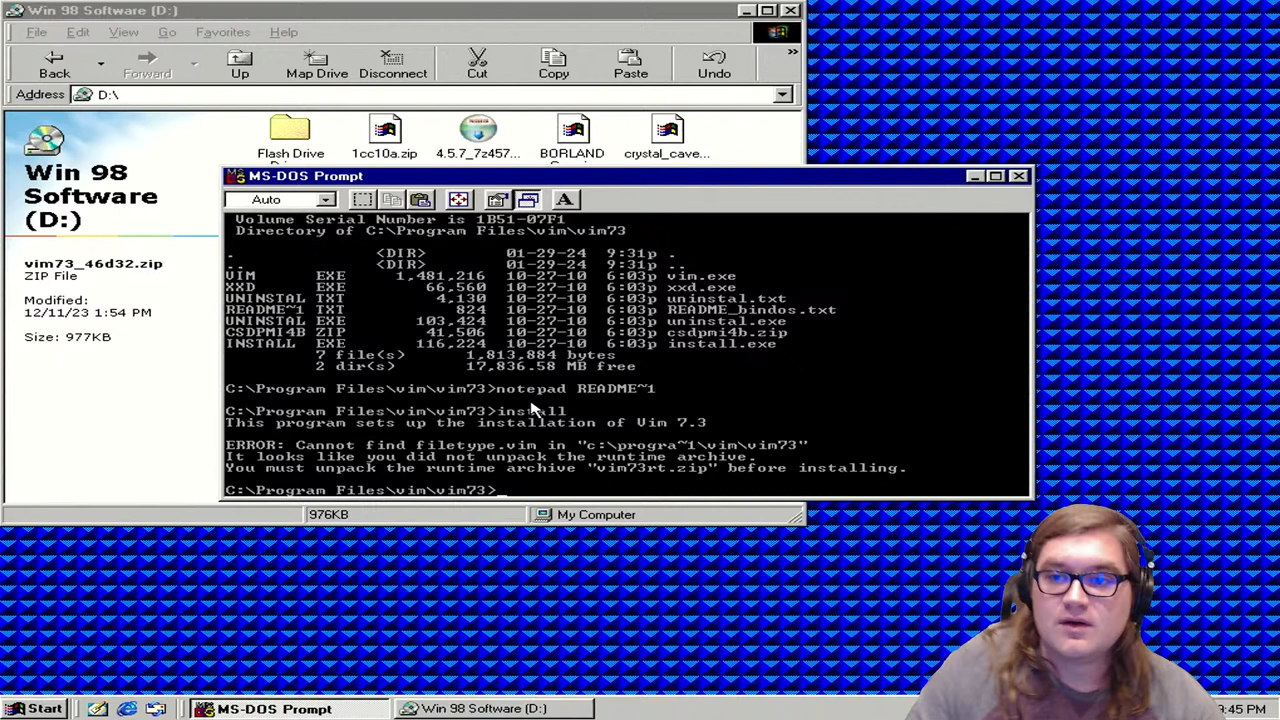 Win 98 Software (D:)
File Edit View Go Favorites Help
Back Forward Up Map Drive Disconnect Cut Copy Paste Undo »
Address D:\
Win 98
Software
(D:)
vim73_46d32.zip
ZIP File
Modified:
12/11/23 1:54 PM
Size: 977KB
Flash Drive
1cc10a.zip
4.5.7_7z457...
BORLAND
crystal_cave...
MS-DOS Prompt
Auto A
Volume Serial Number is 1B51-07F1
Directory of C:\Program Files\vim\vim73
. <DIR> 01-29-24 9:31p .
.. <DIR> 01-29-24 9:31p ..
VIM EXE 1,481,216 10-27-10 6:03p vim.exe
XXD EXE 66,560 10-27-10 6:03p xxd.exe
UNINSTAL TXT 4,130 10-27-10 6:03p uninstal.txt
README~1 TXT 824 10-27-10 6:03p README_bindos.txt
UNINSTAL EXE 103,424 10-27-10 6:03p uninstal.exe
CSDPMI4B ZIP 41,506 10-27-10 6:03p csdpmi4b.zip
INSTALL EXE 116,224 10-27-10 6:03p install.exe
7 file(s) 1,813,884 bytes
2 dir(s) 17,836.58 MB free
C:\Program Files\vim\vim73>notepad README~1
C:\Program Files\vim\vim73>install
This program sets up the installation of Vim 7.3
ERROR: Cannot find filetype.vim in "c:\progra~1\vim\vim73"
It looks like you did not unpack the runtime archive.
You must unpack the runtime archive "vim73rt.zip" before installing.
C:\Program Files\vim\vim73>_
976KB My Computer
Start MS-DOS Prompt Win 98 Software (D:) :45 PM